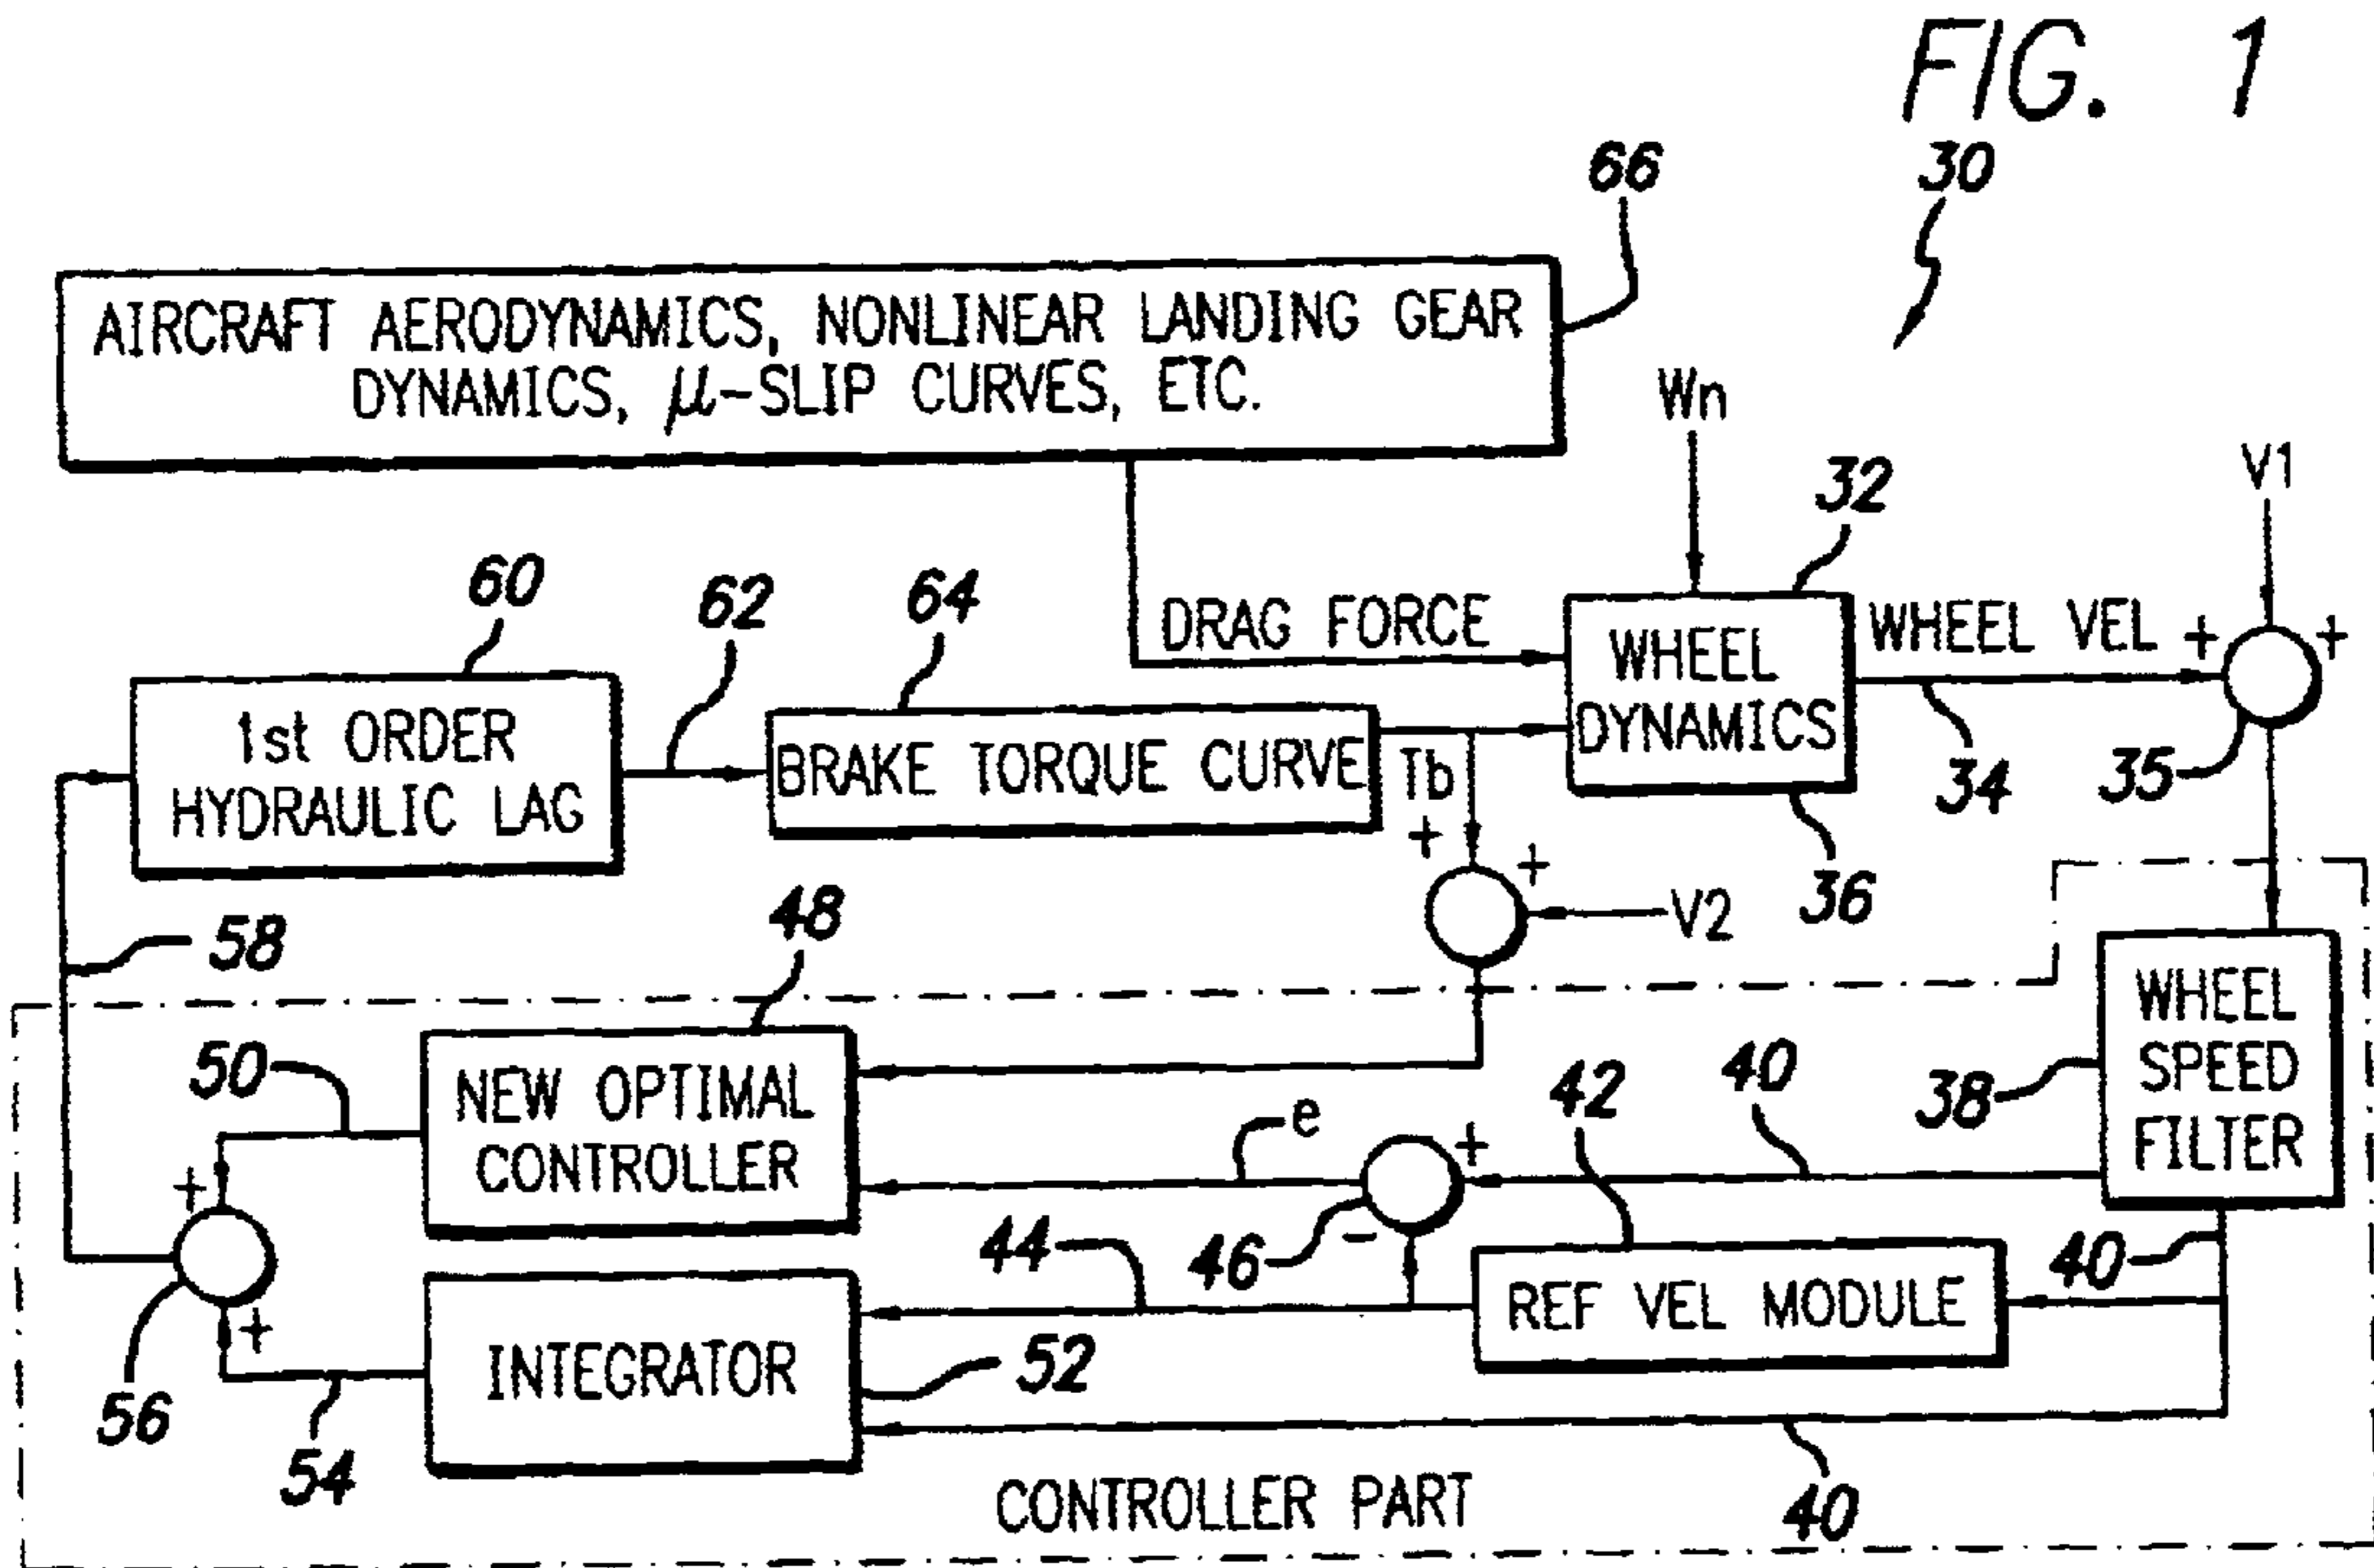 FIG. 1
66
30
AIRCRAFT AERODYNAMICS, NONLINEAR LANDING GEAR
DYNAMICS, μ-SLIP CURVES, ETC.
Wn
V1
32
60
62
64
DRAG FORCE
WHEEL
DYNAMICS
WHEEL VEL
+
+
1st ORDER
HYDRAULIC LAG
BRAKE TORQUE CURVE
Tb
34
35
+
+
36
V2
58
48
WHEEL
SPEED
FILTER
38
50
NEW OPTIMAL
CONTROLLER
e
+
42
40
+
44
46
-
REF VEL MODULE
40
+
56
INTEGRATOR
52
54
40
CONTROLLER PART